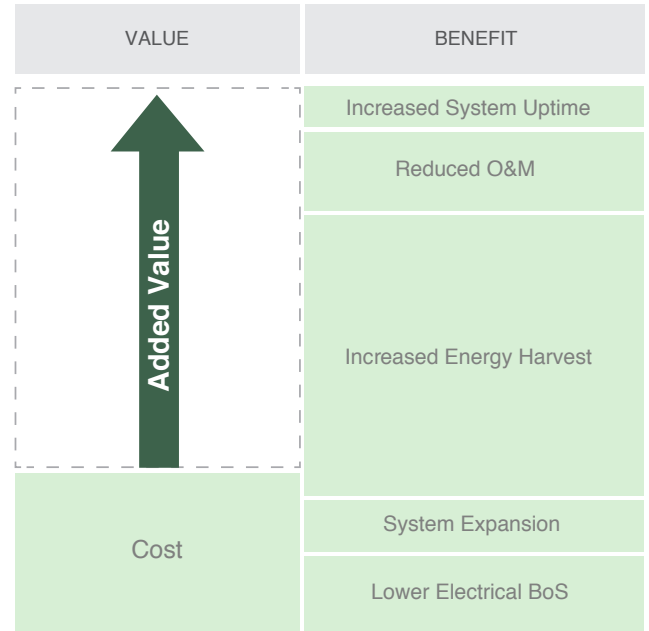 VALUE
BENEFIT
Added Value
Cost
Increased System Uptime
Reduced O&M
Increased Energy Harvest
System Expansion
Lower Electrical BoS